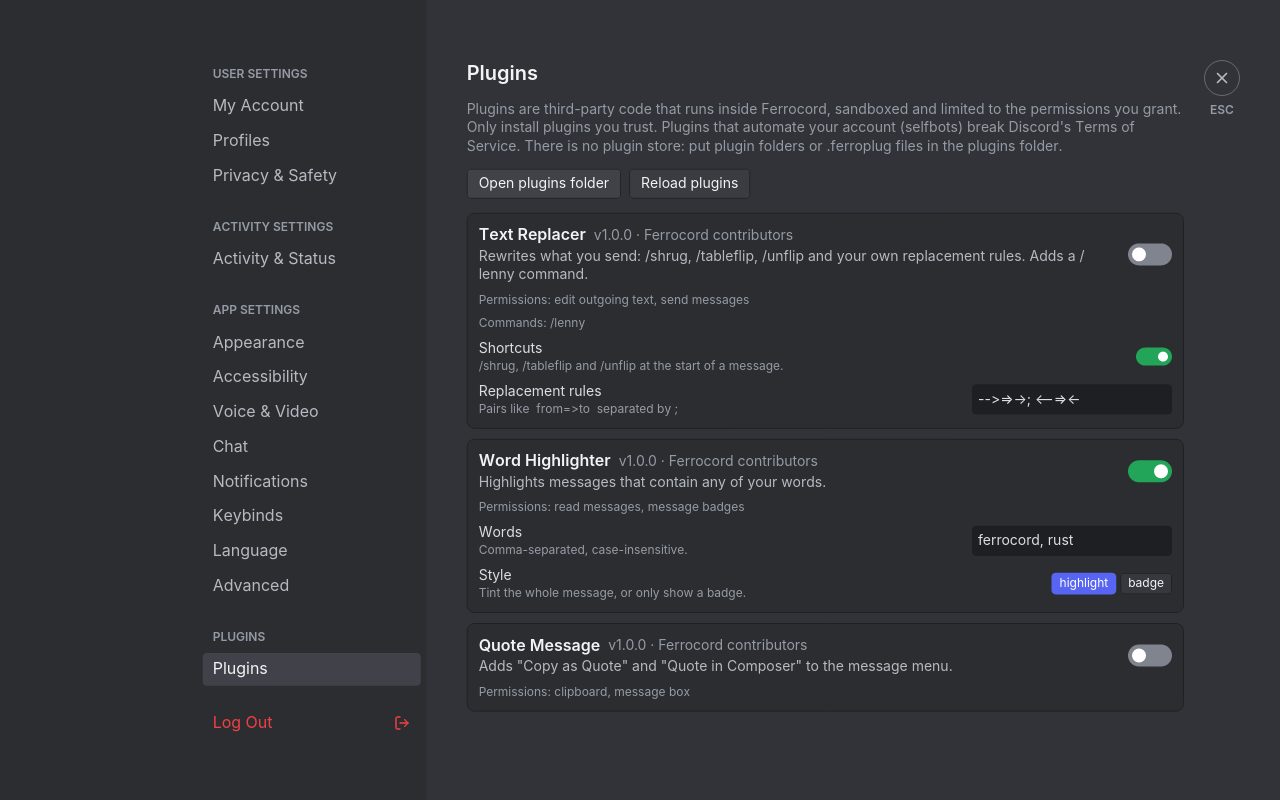 USER SETTINGS
My Account
Profiles
Privacy & Safety
ACTIVITY SETTINGS
Activity & Status
APP SETTINGS
Appearance
Accessibility
Voice & Video
Chat
Notifications
Keybinds
Language
Advanced
PLUGINS
Plugins
Log Out
Plugins
ESC
Plugins are third-party code that runs inside Ferrocord, sandboxed and limited to the permissions you grant.
Only install plugins you trust. Plugins that automate your account (selfbots) break Discord's Terms of
Service. There is no plugin store: put plugin folders or .ferroplug files in the plugins folder.
Open plugins folder
Reload plugins
Text Replacer v1.0.0 · Ferrocord contributors
Rewrites what you send: /shrug, /tableflip, /unflip and your own replacement rules. Adds a /
lenny command.
Permissions: edit outgoing text, send messages
Commands: /lenny
Shortcuts
/shrug, /tableflip and /unflip at the start of a message.
Replacement rules
Pairs like from=>to separated by ;
-->⇒→; ⟵⇒←
Word Highlighter v1.0.0 · Ferrocord contributors
Highlights messages that contain any of your words.
Permissions: read messages, message badges
Words
Comma-separated, case-insensitive.
ferrocord, rust
Style
Tint the whole message, or only show a badge.
highlight
badge
Quote Message v1.0.0 · Ferrocord contributors
Adds "Copy as Quote" and "Quote in Composer" to the message menu.
Permissions: clipboard, message box